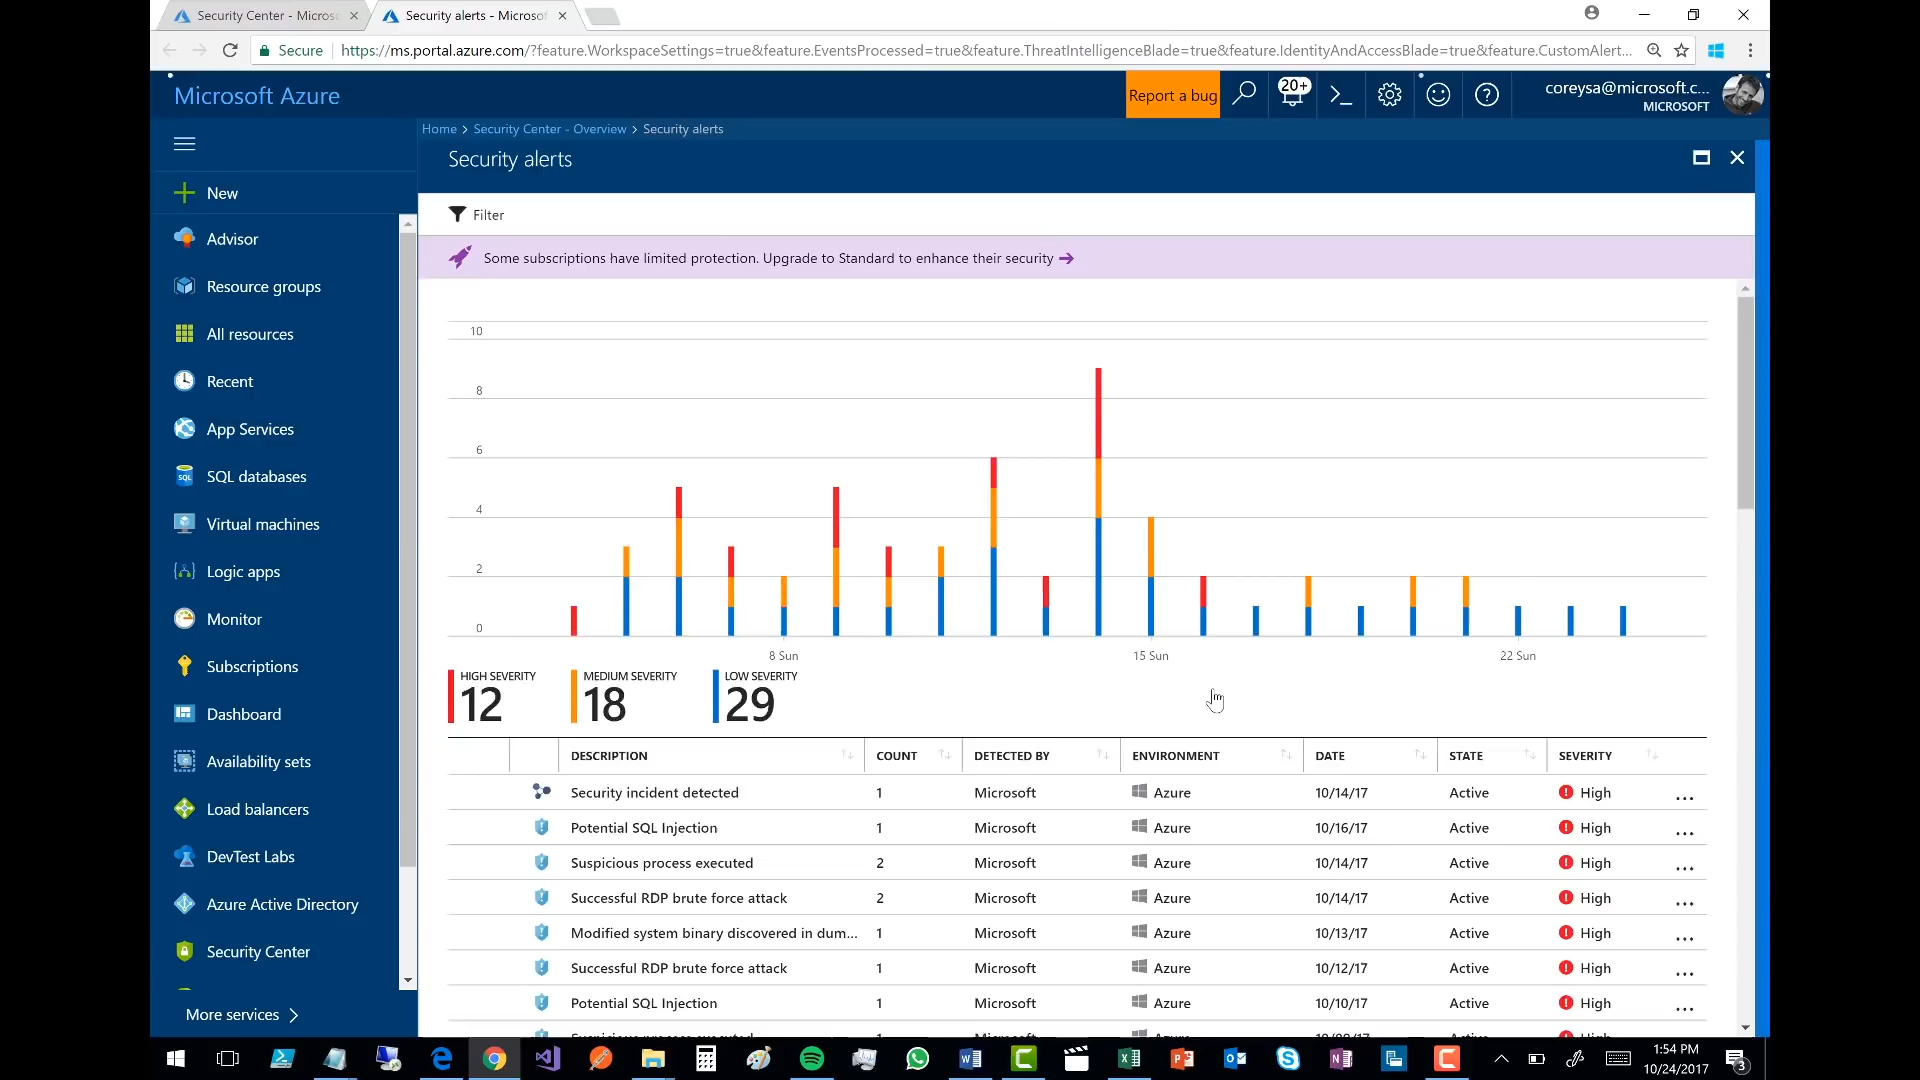 Security Center - Micros
Security alerts - Microsof
Secure
https://ms.portal.azure.com/?feature.WorkspaceSettings=true&feature.EventsProcessed=true&feature.ThreatIntelligenceBlade=true&feature.IdentityAndAccessBlade=true&feature.CustomAlert...
Microsoft Azure
Report a bug
20+
coreysa@microsoft.c...
MICROSOFT
Home > Security Center - Overview > Security alerts
Security alerts
New
Advisor
Resource groups
All resources
Recent
App Services
SQL databases
Virtual machines
Logic apps
Monitor
Subscriptions
Dashboard
Availability sets
Load balancers
DevTest Labs
Azure Active Directory
Security Center
More services >
Filter
Some subscriptions have limited protection. Upgrade to Standard to enhance their security →
10
8
6
4
2
0
8 Sun
15 Sun
22 Sun
HIGH SEVERITY
12
MEDIUM SEVERITY
18
LOW SEVERITY
29
DESCRIPTION COUNT DETECTED BY ENVIRONMENT DATE STATE SEVERITY
Security incident detected 1 Microsoft Azure 10/14/17 Active High ...
Potential SQL Injection 1 Microsoft Azure 10/16/17 Active High ...
Suspicious process executed 2 Microsoft Azure 10/14/17 Active High ...
Successful RDP brute force attack 2 Microsoft Azure 10/14/17 Active High ...
Modified system binary discovered in dum... 1 Microsoft Azure 10/13/17 Active High ...
Successful RDP brute force attack 1 Microsoft Azure 10/12/17 Active High ...
Potential SQL Injection 1 Microsoft Azure 10/10/17 Active High ...
1:54 PM
10/24/2017
3